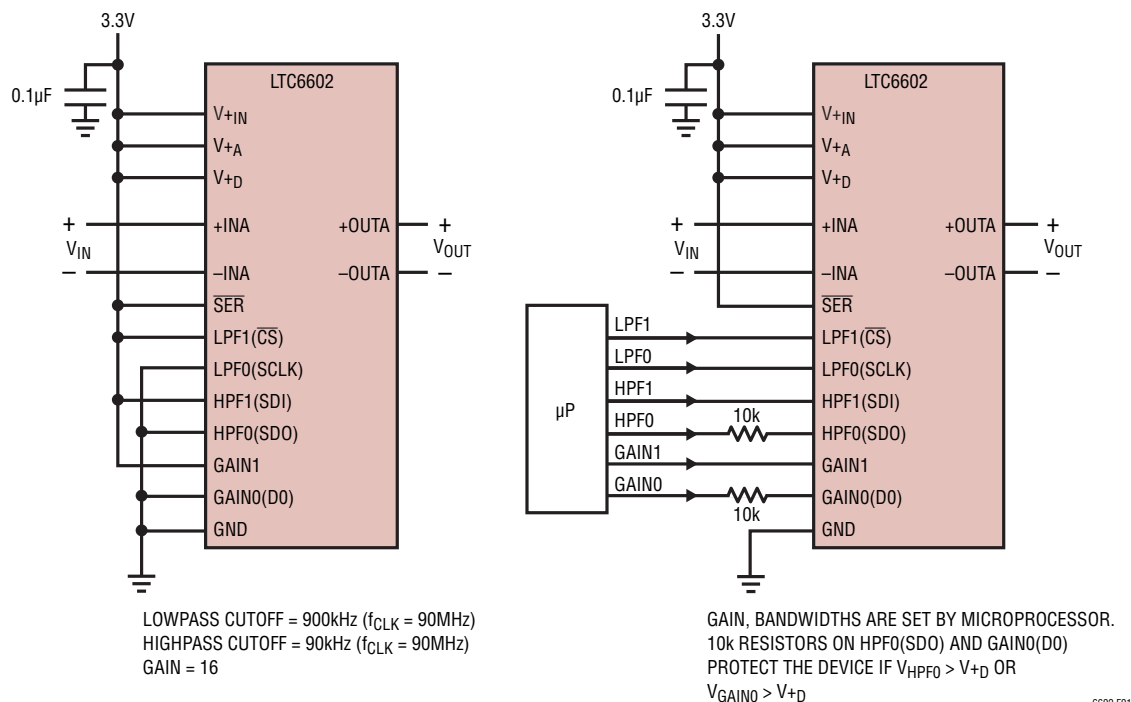 3.3V
LTC6602
0.1µF
V+IN
V+A
V+D
+INA
+OUTA
+
VIN
–
+
VOUT
–
–INA
–OUTA
SER
LPF1(CS)
LPF0(SCLK)
HPF1(SDI)
HPF0(SDO)
GAIN1
GAIN0(D0)
GND
LOWPASS CUTOFF = 900kHz (fCLK = 90MHz)
HIGHPASS CUTOFF = 90kHz (fCLK = 90MHz)
GAIN = 16
3.3V
LTC6602
0.1µF
V+IN
V+A
V+D
+INA
+OUTA
+
VIN
–
+
VOUT
–
–INA
–OUTA
SER
µP
LPF1
LPF1(CS)
LPF0
LPF0(SCLK)
HPF1
HPF1(SDI)
HPF0
10k
HPF0(SDO)
GAIN1
GAIN1
GAIN0
10k
GAIN0(D0)
GND
GAIN, BANDWIDTHS ARE SET BY MICROPROCESSOR.
10k RESISTORS ON HPF0(SDO) AND GAIN0(D0)
PROTECT THE DEVICE IF VHPF0 > V+D OR
VGAIN0 > V+D